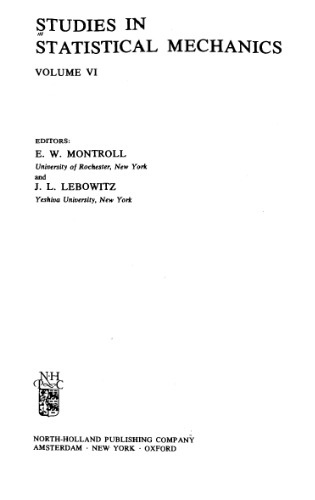 STUDIES IN
STATISTICAL MECHANICS
VOLUME VI
EDITORS:
E. W. MONTROLL
University of Rochester, New York
and
J. L. LEBOWITZ
Yeshiva University, New York
N·H
C
NORTH-HOLLAND PUBLISHING COMPANY
AMSTERDAM · NEW YORK · OXFORD